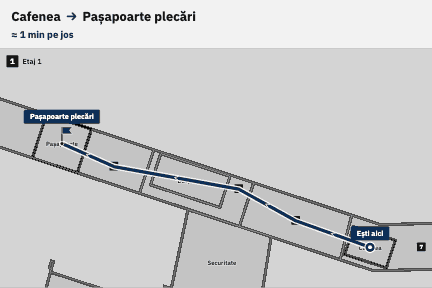 Cafenea → Pașapoarte plecări
≈ 1 min pe jos
1 Etaj 1
Pașapoarte plecări
Ești aici
7
Securitate